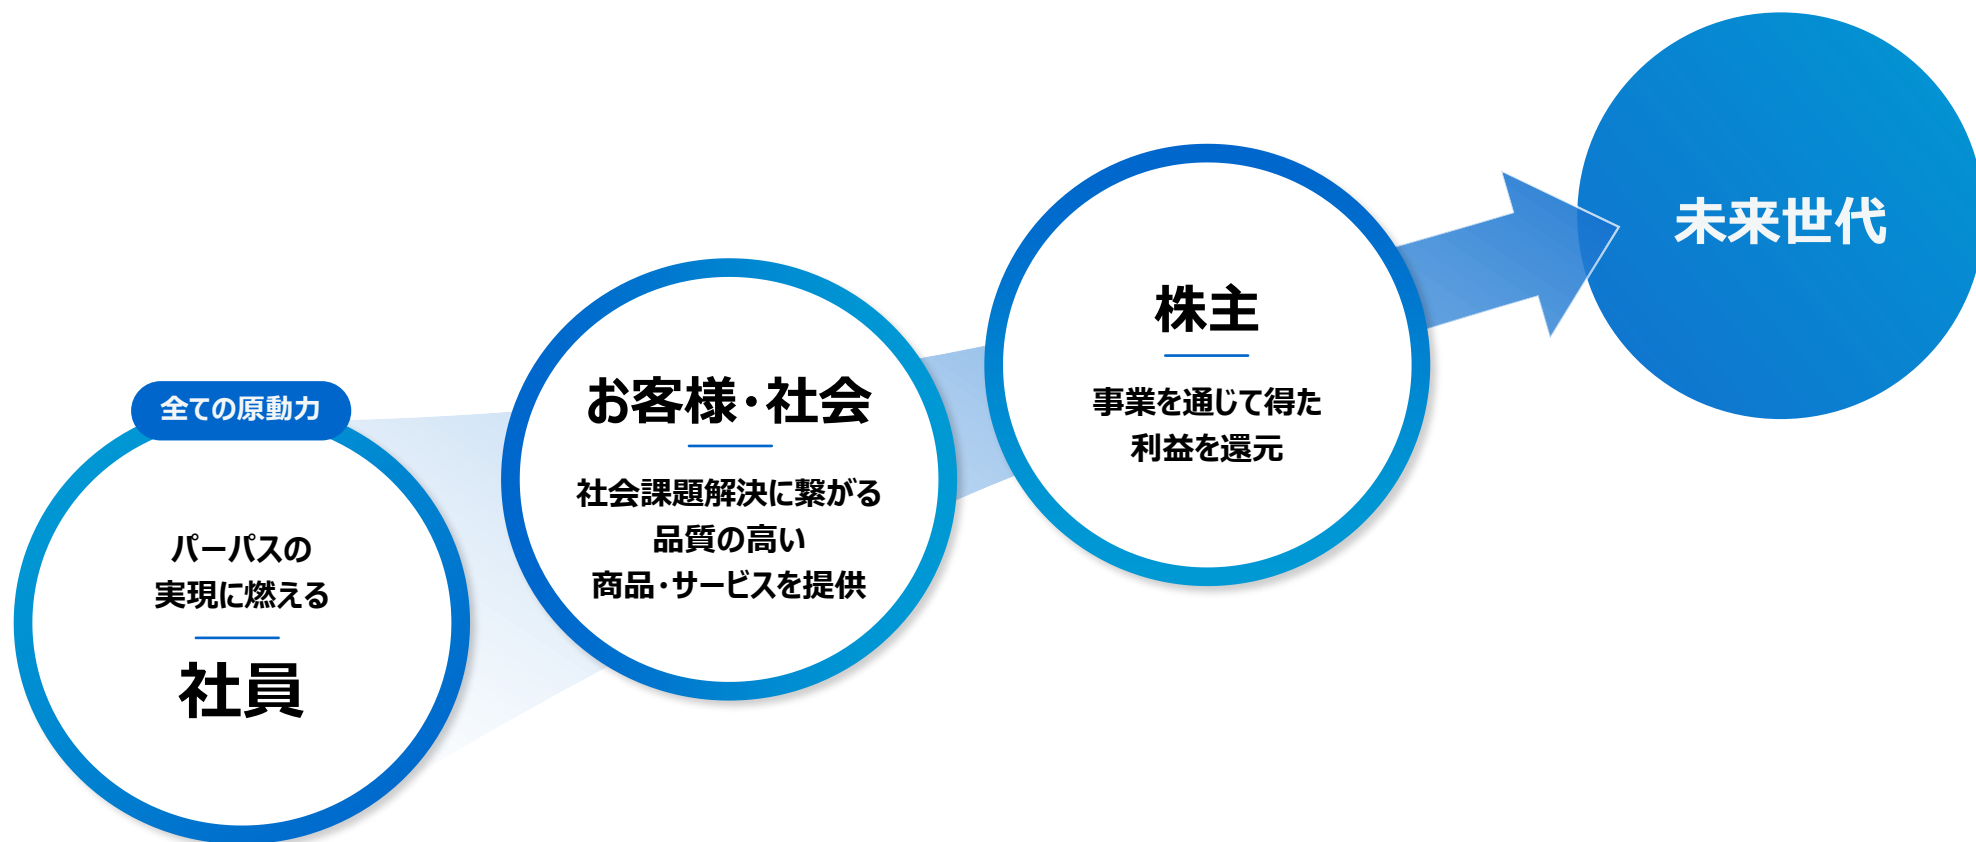 全ての原動力
パーパスの
実現に燃える
社員
お客様・社会
社会課題解決に繋がる
品質の高い
商品・サービスを提供
株主
事業を通じて得た
利益を還元
未来世代